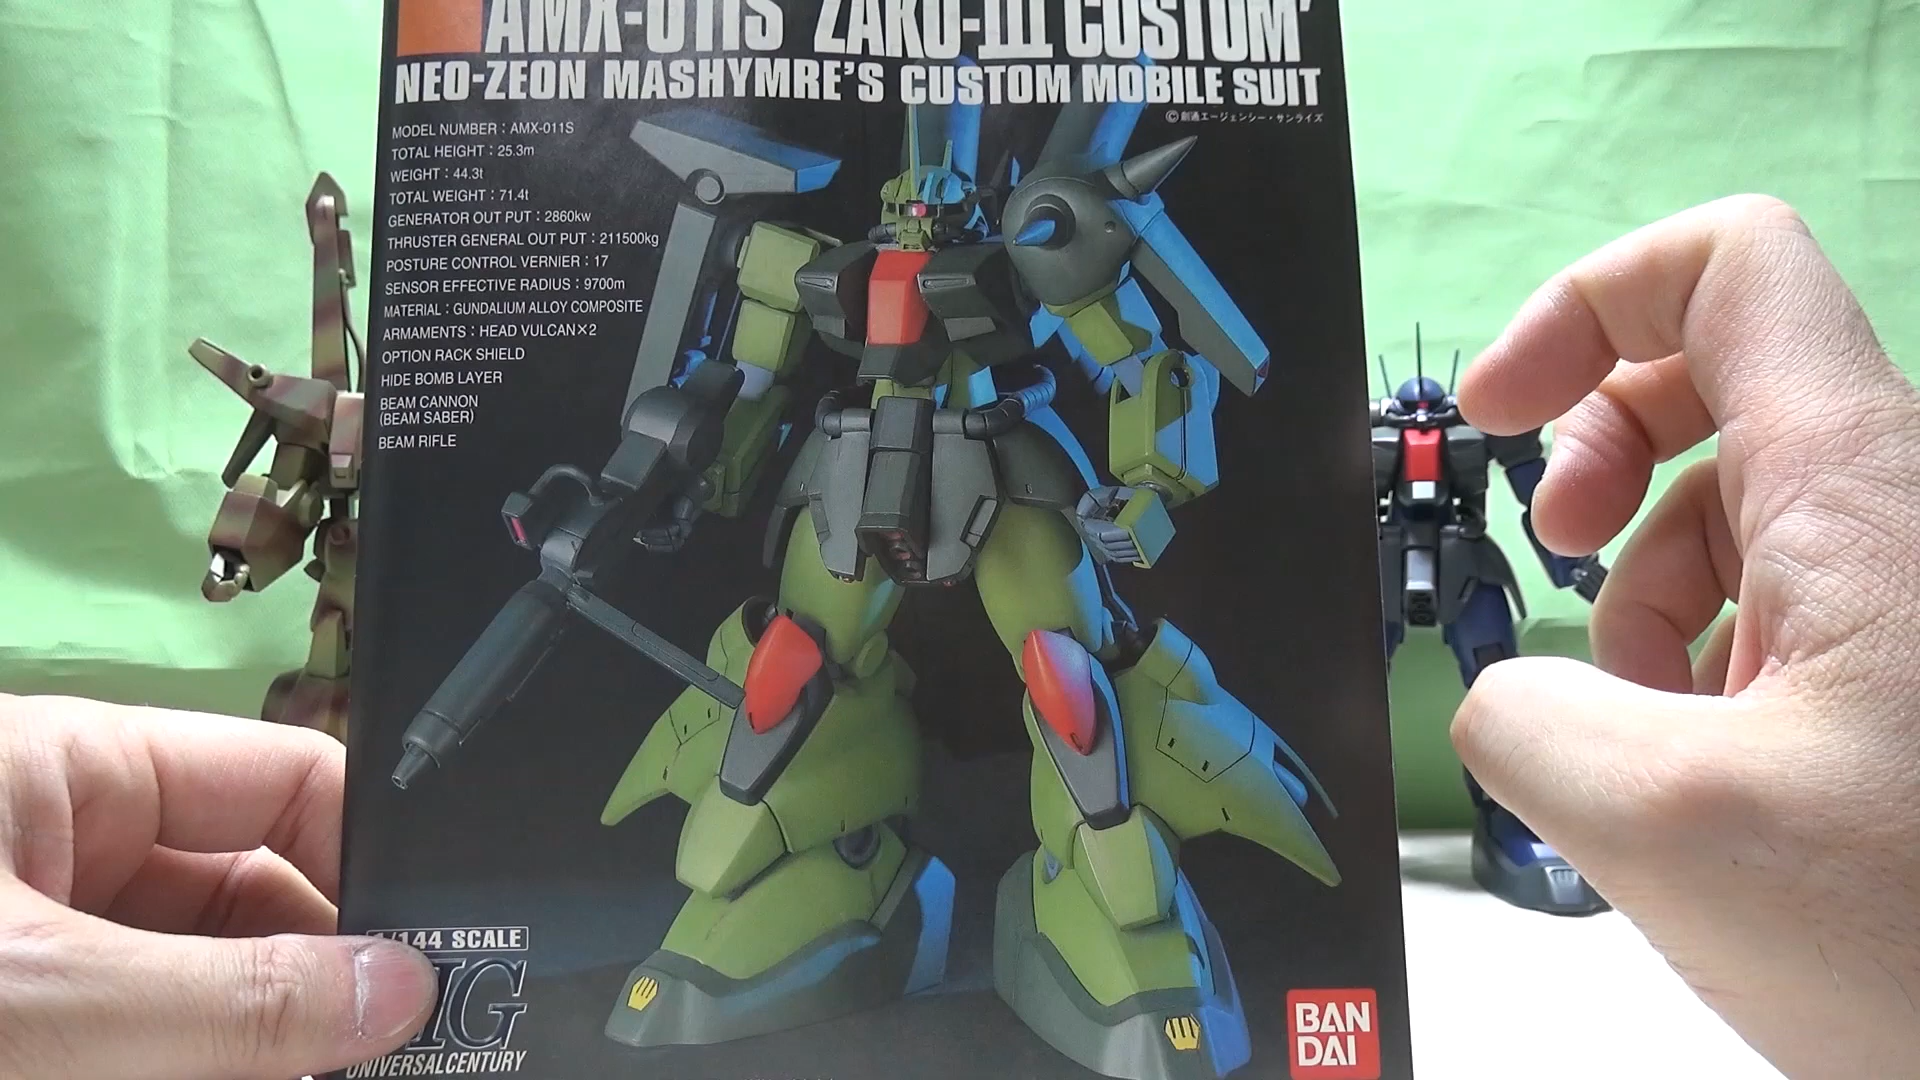 AMX-011S 'ZAKU-III CUSTOM'
NEO-ZEON MASHYMRE'S CUSTOM MOBILE SUIT
©創通エージェンシー・サンライズ
MODEL NUMBER : AMX-011S
TOTAL HEIGHT : 25.3m
WEIGHT : 44.3t
TOTAL WEIGHT : 71.4t
GENERATOR OUT PUT : 2860kw
THRUSTER GENERAL OUT PUT : 211500kg
POSTURE CONTROL VERNIER : 17
SENSOR EFFECTIVE RADIUS : 9700m
MATERIAL : GUNDALIUM ALLOY COMPOSITE
ARMAMENTS : HEAD VULCAN×2
OPTION RACK SHIELD
HIDE BOMB LAYER
BEAM CANNON
(BEAM SABER)
BEAM RIFLE
1/144 SCALE
HG
UNIVERSAL CENTURY
BAN
DAI